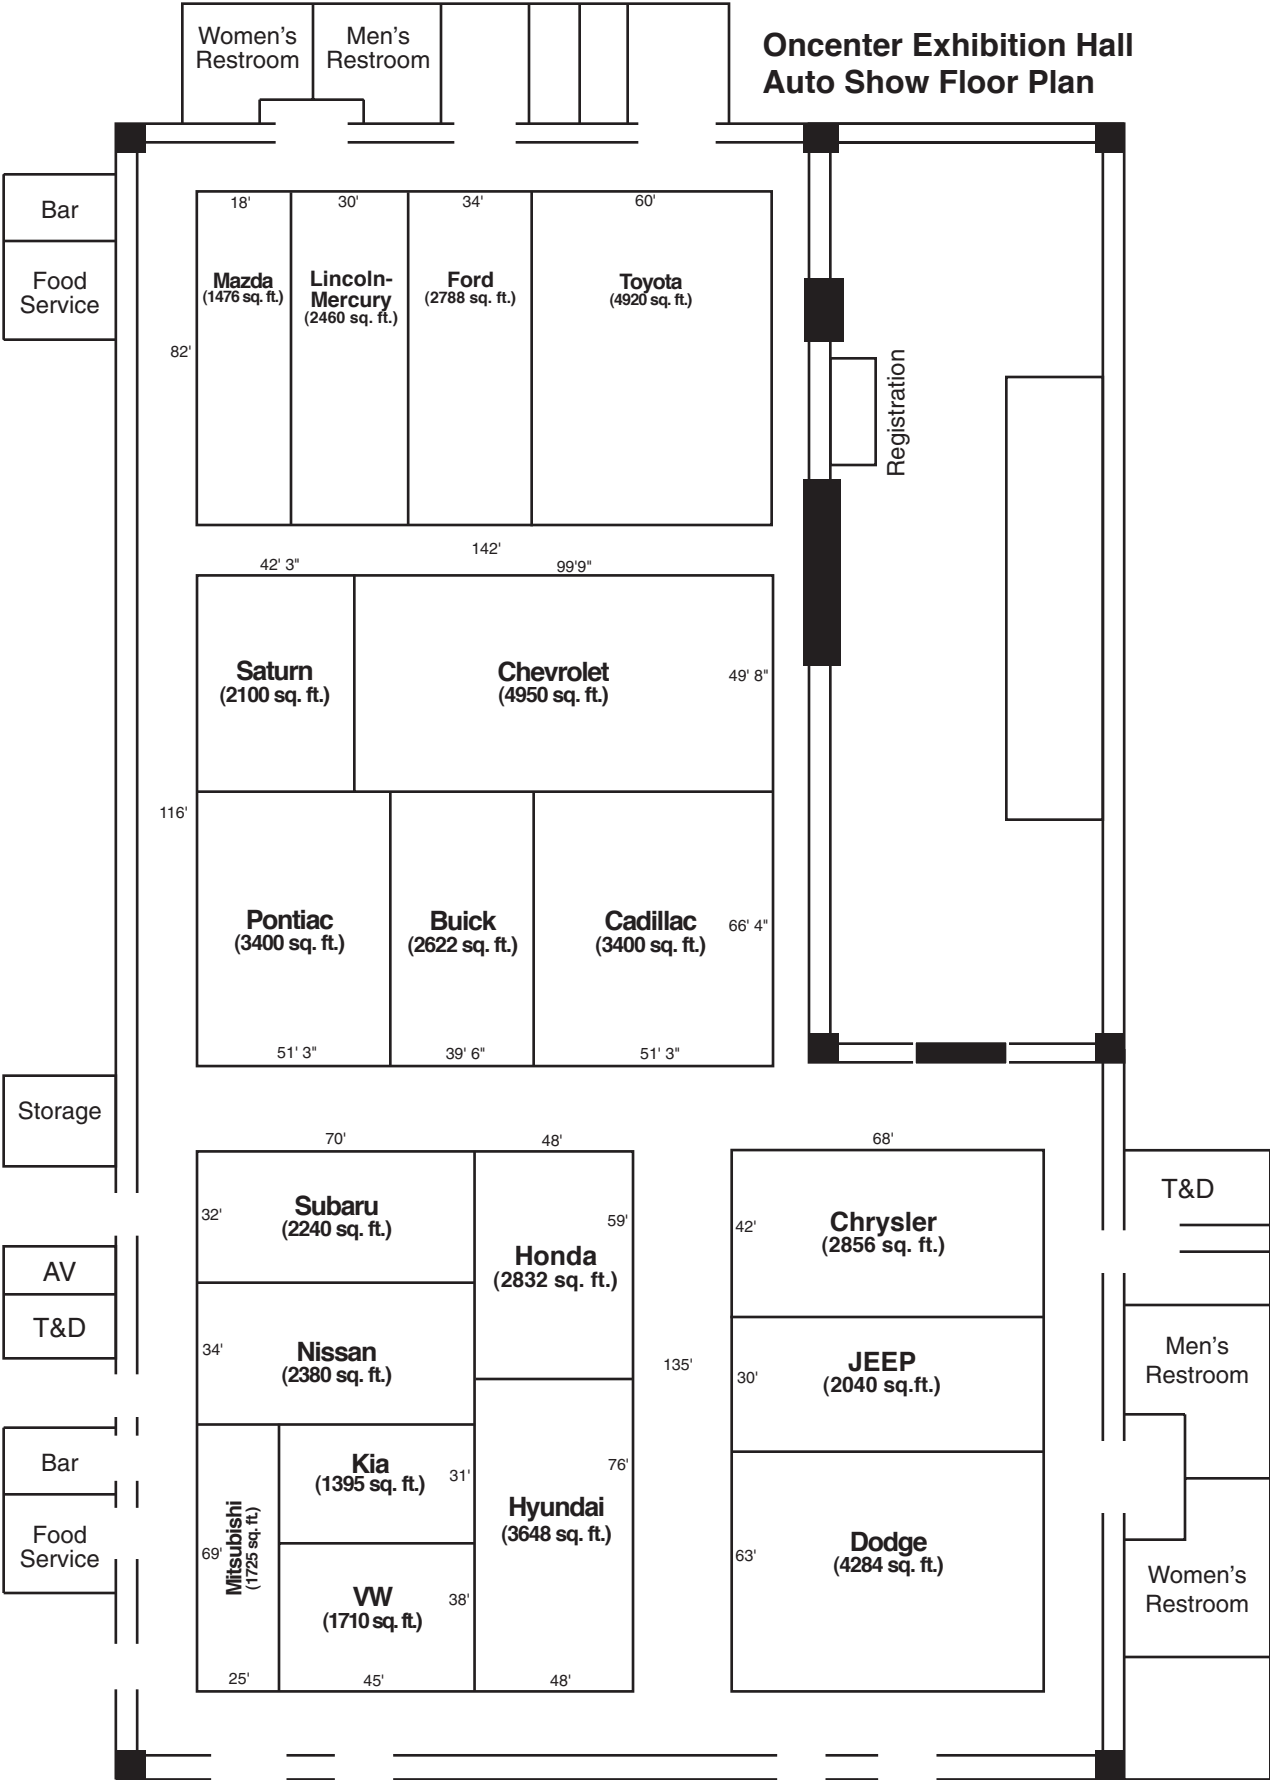 Oncenter Exhibition Hall
Auto Show Floor Plan
Women's
Restroom
Men's
Restroom
Bar
Food
Service
18'
30'
34'
60'
Mazda
(1476 sq. ft.)
Lincoln-
Mercury
(2460 sq. ft.)
Ford
(2788 sq. ft.)
Toyota
(4920 sq. ft.)
82'
Registration
142'
42' 3"
99'9"
Saturn
(2100 sq. ft.)
Chevrolet
(4950 sq. ft.)
49' 8"
116'
Pontiac
(3400 sq. ft.)
Buick
(2622 sq. ft.)
Cadillac
(3400 sq. ft.)
66' 4"
51' 3"
39' 6"
51' 3"
Storage
70'
48'
68'
32'
Subaru
(2240 sq. ft.)
59'
Honda
(2832 sq. ft.)
42'
Chrysler
(2856 sq. ft.)
T&D
AV
T&D
34'
Nissan
(2380 sq. ft.)
135'
30'
JEEP
(2040 sq.ft.)
Men's
Restroom
Bar
Food
Service
Kia
(1395 sq. ft.)
31'
76'
Hyundai
(3648 sq. ft.)
69'
Mitsubishi
(1725 sq. ft.)
VW
(1710 sq. ft.)
38'
63'
Dodge
(4284 sq. ft.)
Women's
Restroom
25'
45'
48'